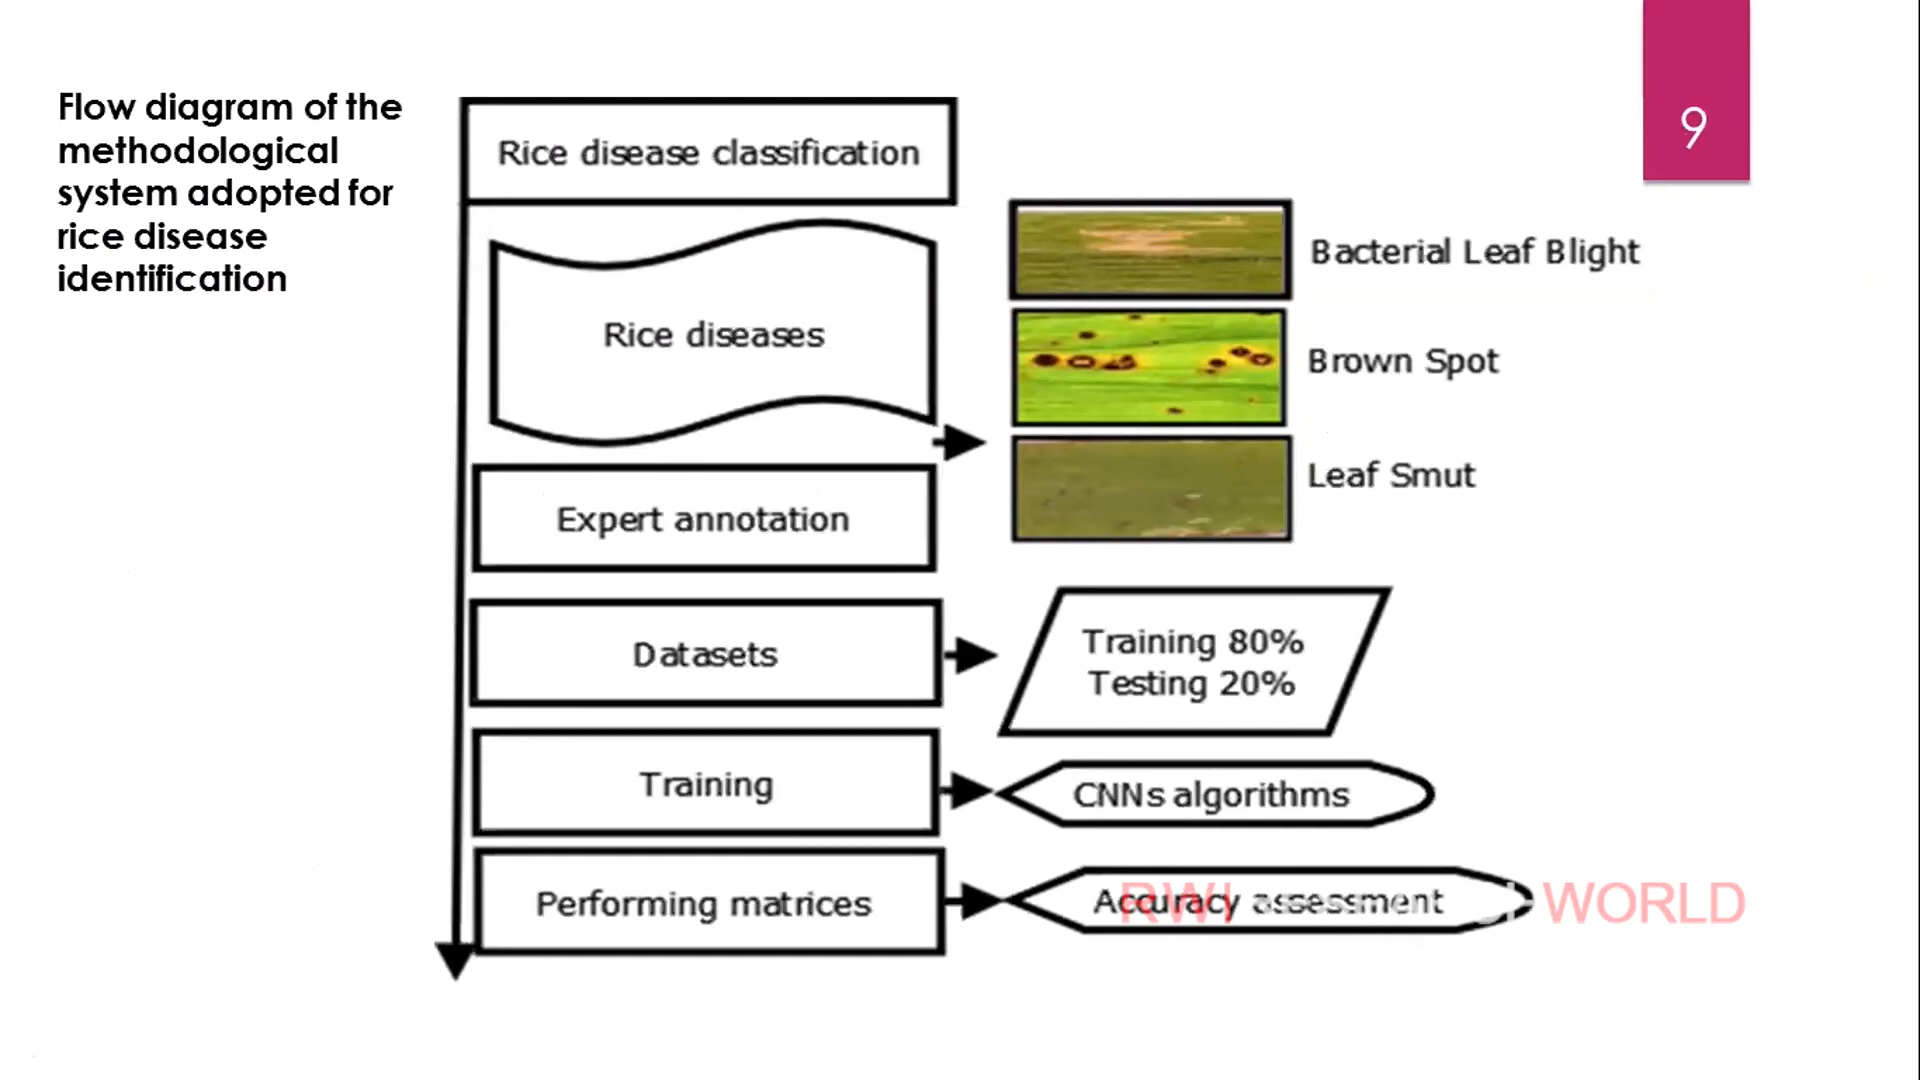 Flow diagram of the
methodological
system adopted for
rice disease
identification
9
Rice disease classification
Rice diseases
Bacterial Leaf Blight
Brown Spot
Leaf Smut
Expert annotation
Datasets
Training 80%
Testing 20%
Training
CNNs algorithms
Performing matrices
Accuracy assessment
RWI
WORLD